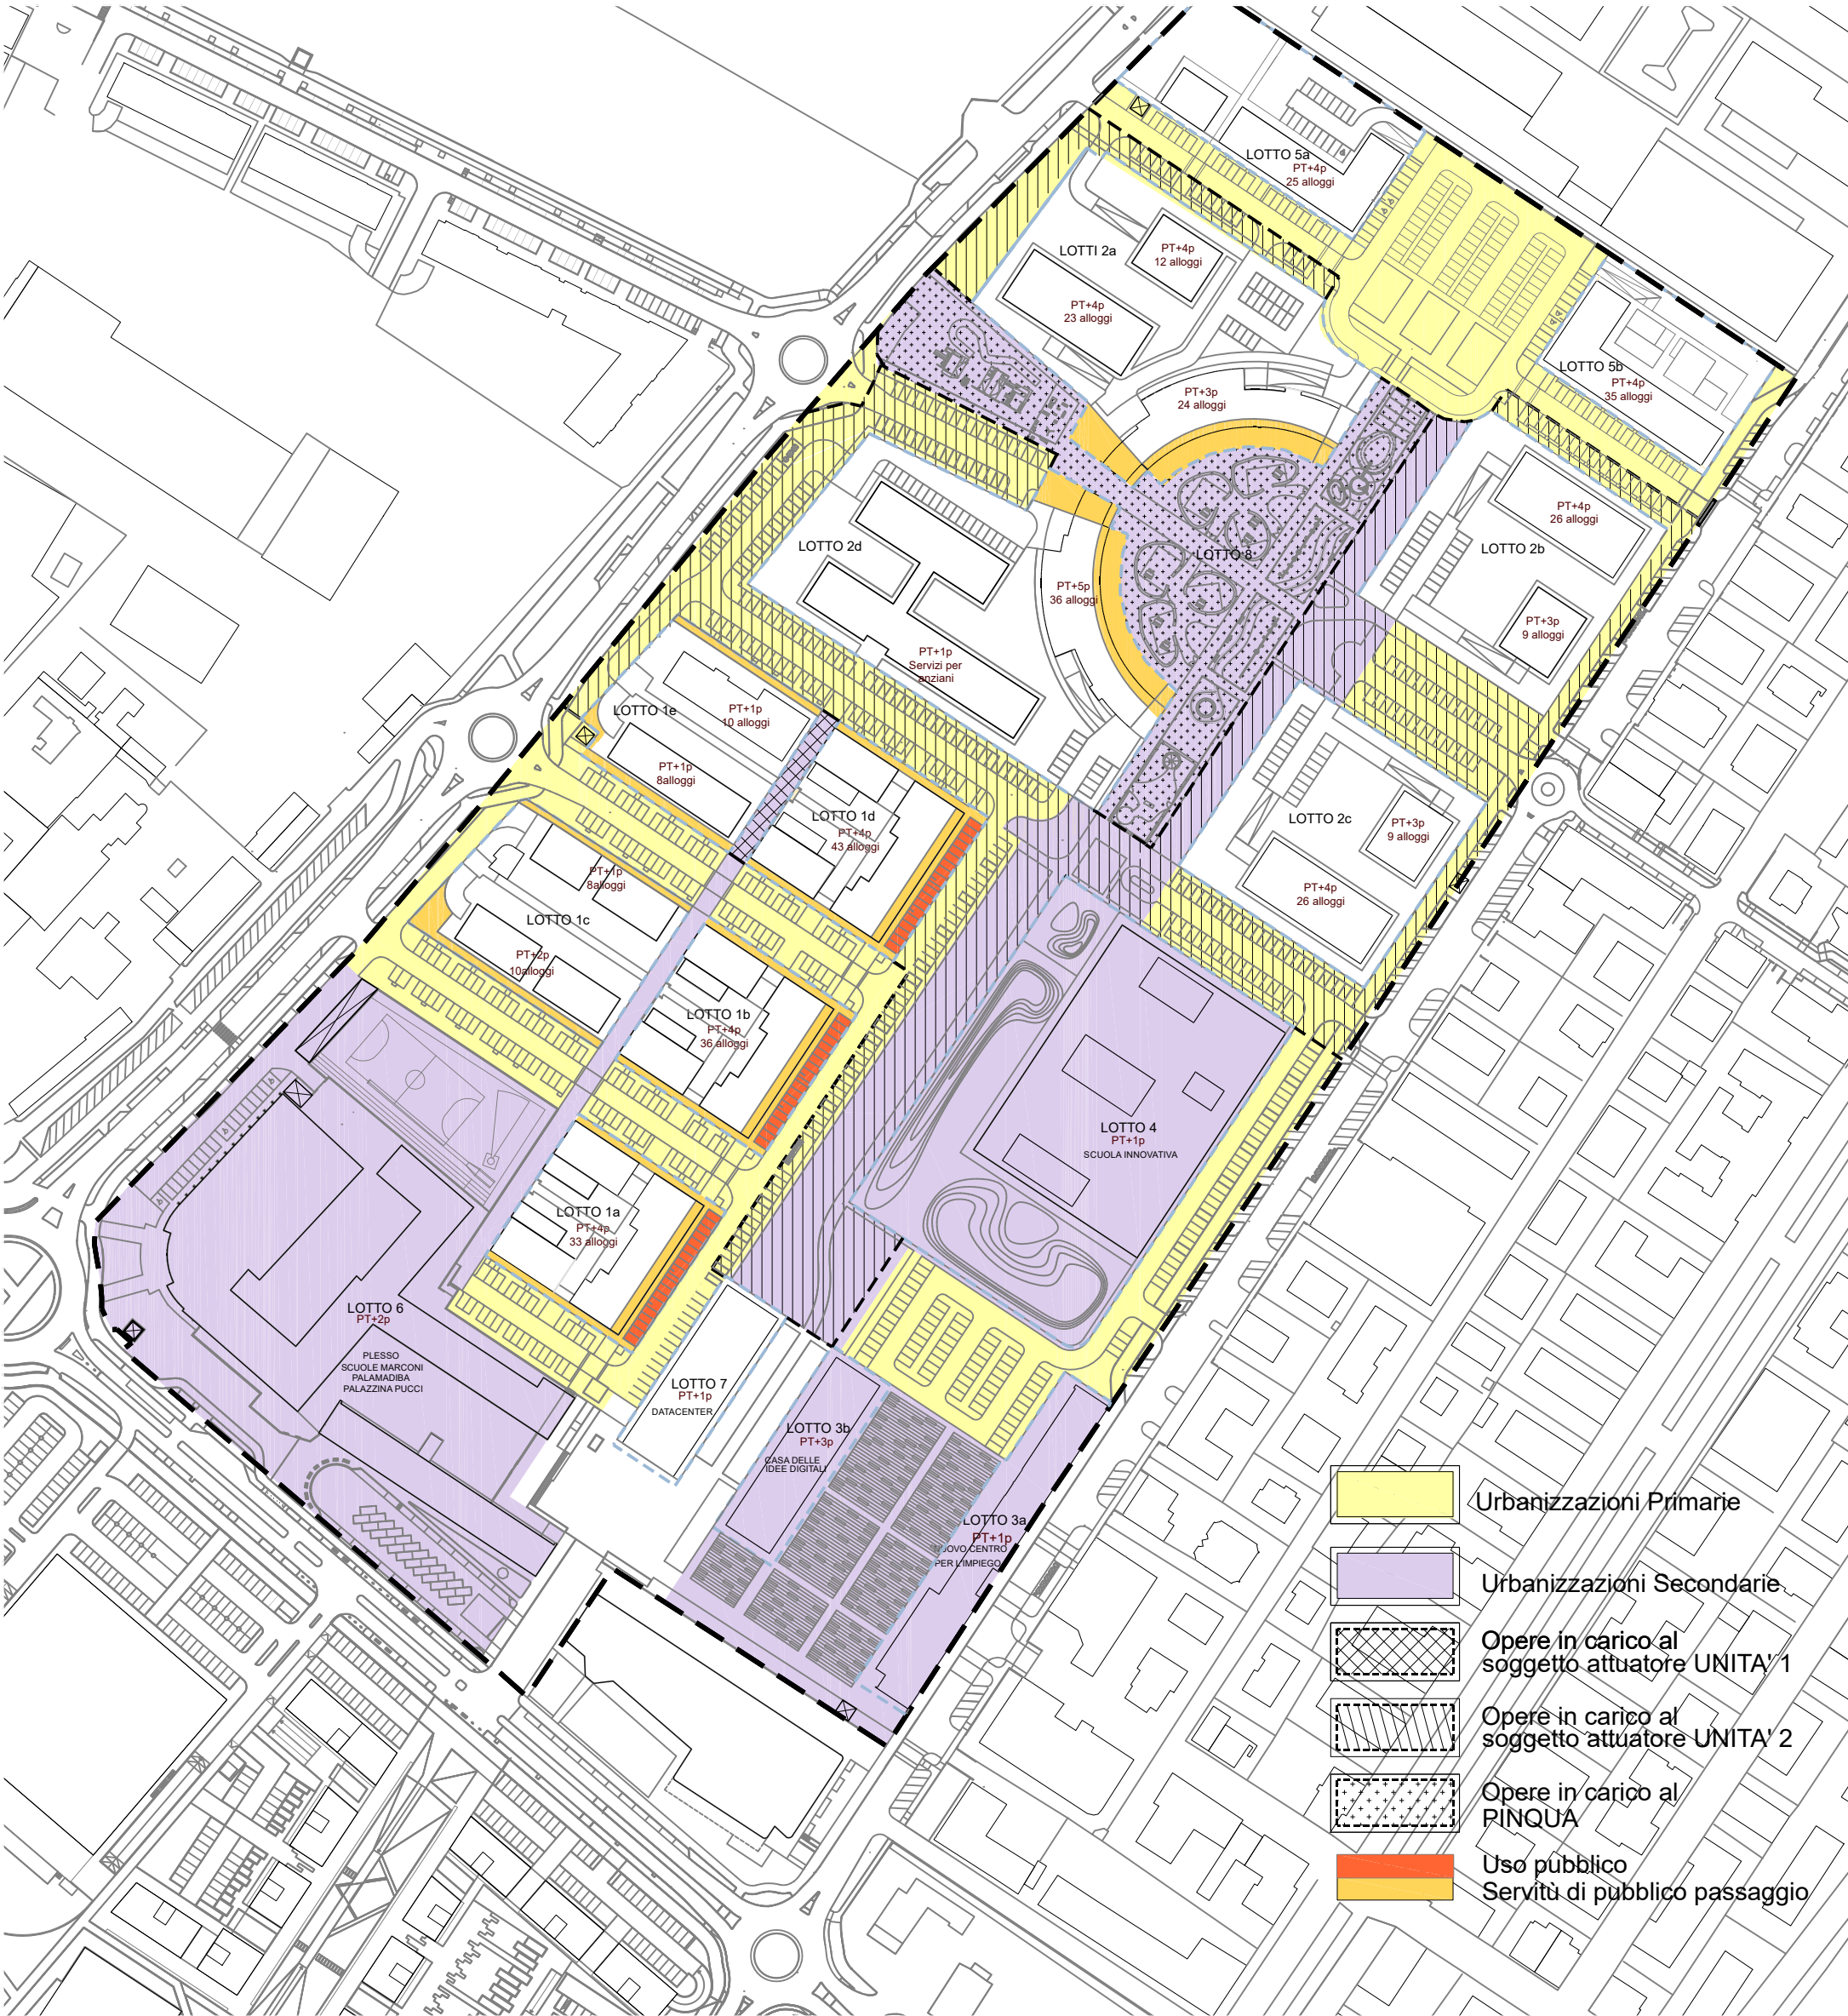 LOTTO 5a
PT+4p
25 alloggi
LOTTI 2a
PT+4p
12 alloggi
PT+4p
23 alloggi
LOTTO 5b
PT+4p
35 alloggi
PT+3p
24 alloggi
PT+4p
26 alloggi
LOTTO 2b
LOTTO 2d
LOTTO 8
PT+5p
36 alloggi
PT+3p
9 alloggi
PT+1p
Servizi per
anziani
LOTTO 1e
PT+1p
10 alloggi
PT+1p
8alloggi
LOTTO 1d
PT+4p
43 alloggi
LOTTO 2c
PT+3p
9 alloggi
PT+1p
8alloggi
PT+4p
26 alloggi
LOTTO 1c
PT+2p
10alloggi
LOTTO 1b
PT+4p
36 alloggi
LOTTO 4
PT+1p
SCUOLA INNOVATIVA
LOTTO 1a
PT+4p
33 alloggi
LOTTO 6
PT+2p
PLESSO
SCUOLE MARCONI
PALAMADIBA
PALAZZINA PUCCI
LOTTO 7
PT+1p
DATACENTER
LOTTO 3b
PT+3p
CASA DELLE
IDEE DIGITALI
LOTTO 3a
PT+1p
NUOVO CENTRO
PER L'IMPIEGO
Urbanizzazioni Primarie
Urbanizzazioni Secondarie
Opere in carico al
soggetto attuatore UNITA' 1
Opere in carico al
soggetto attuatore UNITA' 2
Opere in carico al
PINQUA
Uso pubblico
Servitù di pubblico passaggio